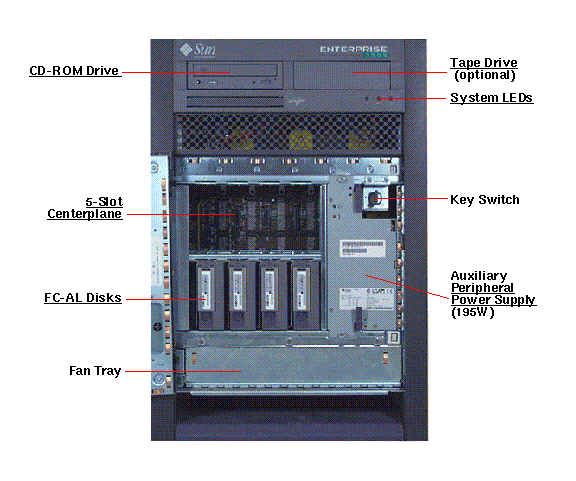 Sun
ENTERPRISE
CD-ROM Drive
Tape Drive
(optional)
System LEDs
5-Slot
Centerplane
Key Switch
FC-AL Disks
Auxiliary
Peripheral
Power Supply
(195W)
Fan Tray